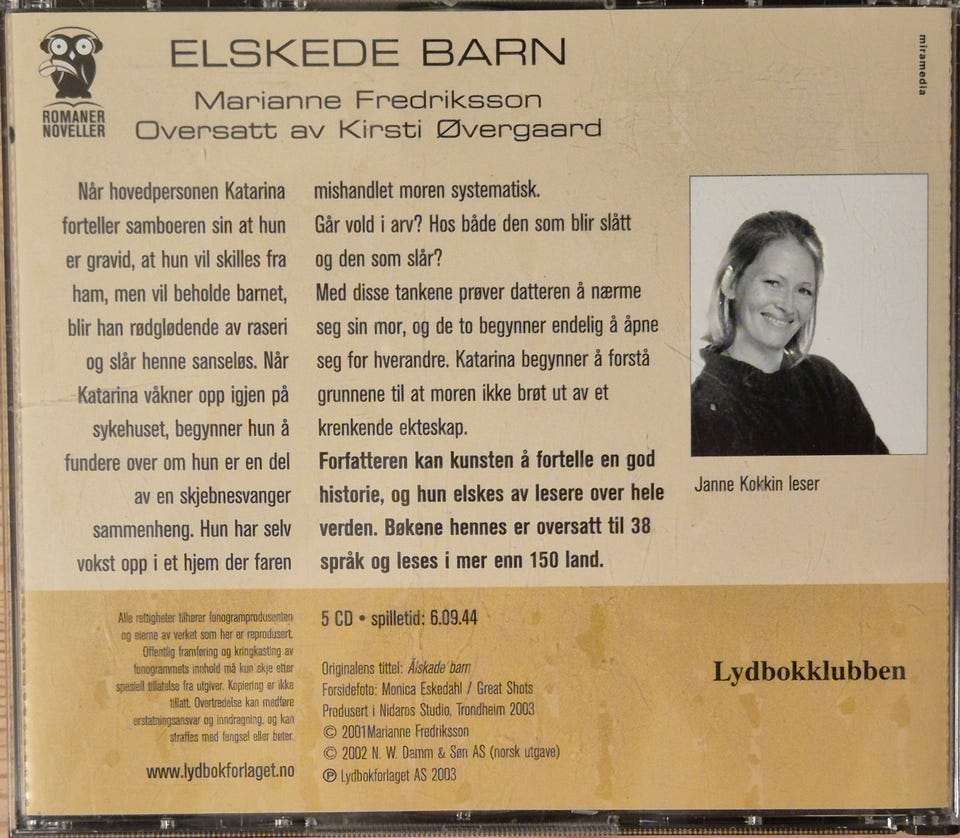 ROMANER
NOVELLER
ELSKEDE BARN
Marianne Fredriksson
Oversatt av Kirsti Øvergaard
miramedia
Når hovedpersonen Katarina
forteller samboeren sin at hun
er gravid, at hun vil skilles fra
ham, men vil beholde barnet,
blir han rødglødende av raseri
og slår henne sanseløs. Når
Katarina våkner opp igjen på
sykehuset, begynner hun å
fundere over om hun er en del
av en skjebnesvanger
sammenheng. Hun har selv
vokst opp i et hjem der faren
mishandlet moren systematisk.
Går vold i arv? Hos både den som blir slått
og den som slår?
Med disse tankene prøver datteren å nærme
seg sin mor, og de to begynner endelig å åpne
seg for hverandre. Katarina begynner å forstå
grunnene til at moren ikke brøt ut av et
krenkende ekteskap.
Forfatteren kan kunsten å fortelle en god
historie, og hun elskes av lesere over hele
verden. Bøkene hennes er oversatt til 38
språk og leses i mer enn 150 land.
Janne Kokkin leser
Alle rettigheter tilhører fonogramprodusenten
og eierne av verket som her er reprodusert.
Offentlig framføring og kringkasting av
fonogrammets innhold må kun skje etter
spesiell tillatelse fra utgiver. Kopiering er ikke
tillatt. Overtredelse kan medføre
erstatningsansvar og inndragning, og kan
straffes med fengsel eller bøter.
www.lydbokforlaget.no
5 CD • spilletid: 6.09.44
Originalens tittel: Älskade barn
Forsidefoto: Monica Eskedahl / Great Shots
Produsert i Nidaros Studio, Trondheim 2003
© 2001Marianne Fredriksson
© 2002 N. W. Damm & Søn AS (norsk utgave)
℗ Lydbokforlaget AS 2003
Lydbokklubben